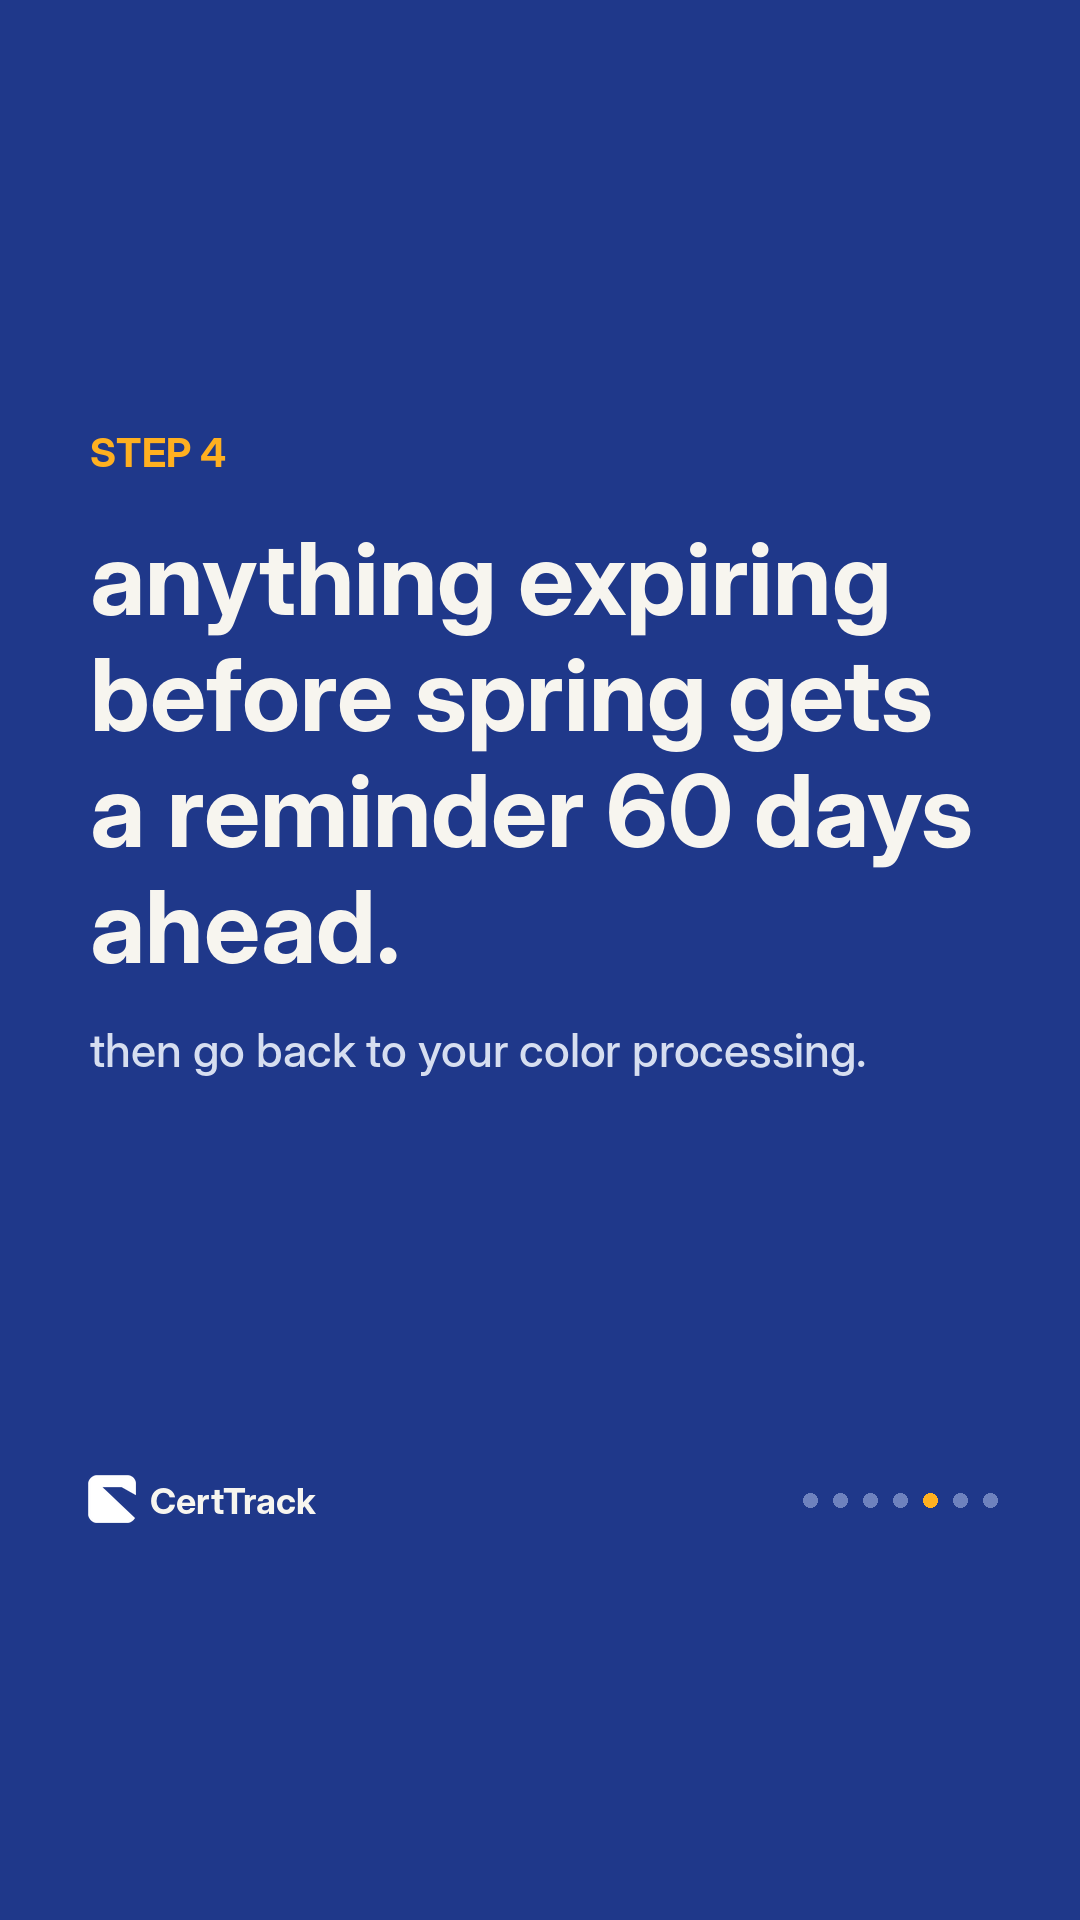 STEP 4
anything expiring
before spring gets
a reminder 60 days
ahead.
then go back to your color processing.
CertTrack